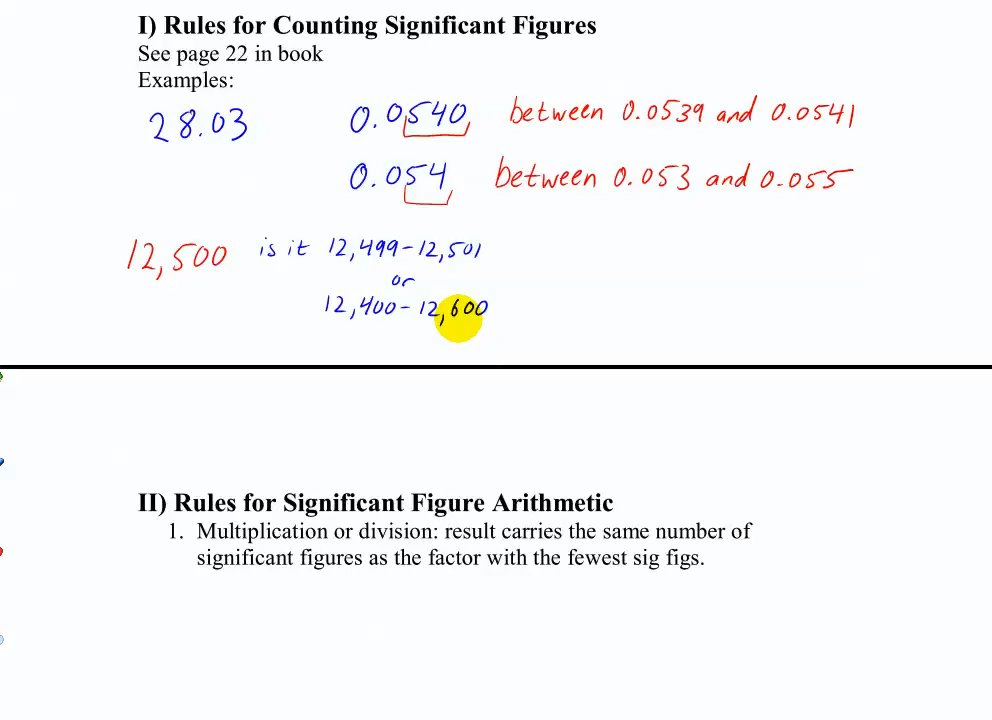 I) Rules for Counting Significant Figures
See page 22 in book
Examples:
28.03
0.0540 between 0.0539 and 0.0541
0.054 between 0.053 and 0.055
12,500 is it 12,499-12,501
or
12,400-12,600
II) Rules for Significant Figure Arithmetic
1. Multiplication or division: result carries the same number of
significant figures as the factor with the fewest sig figs.